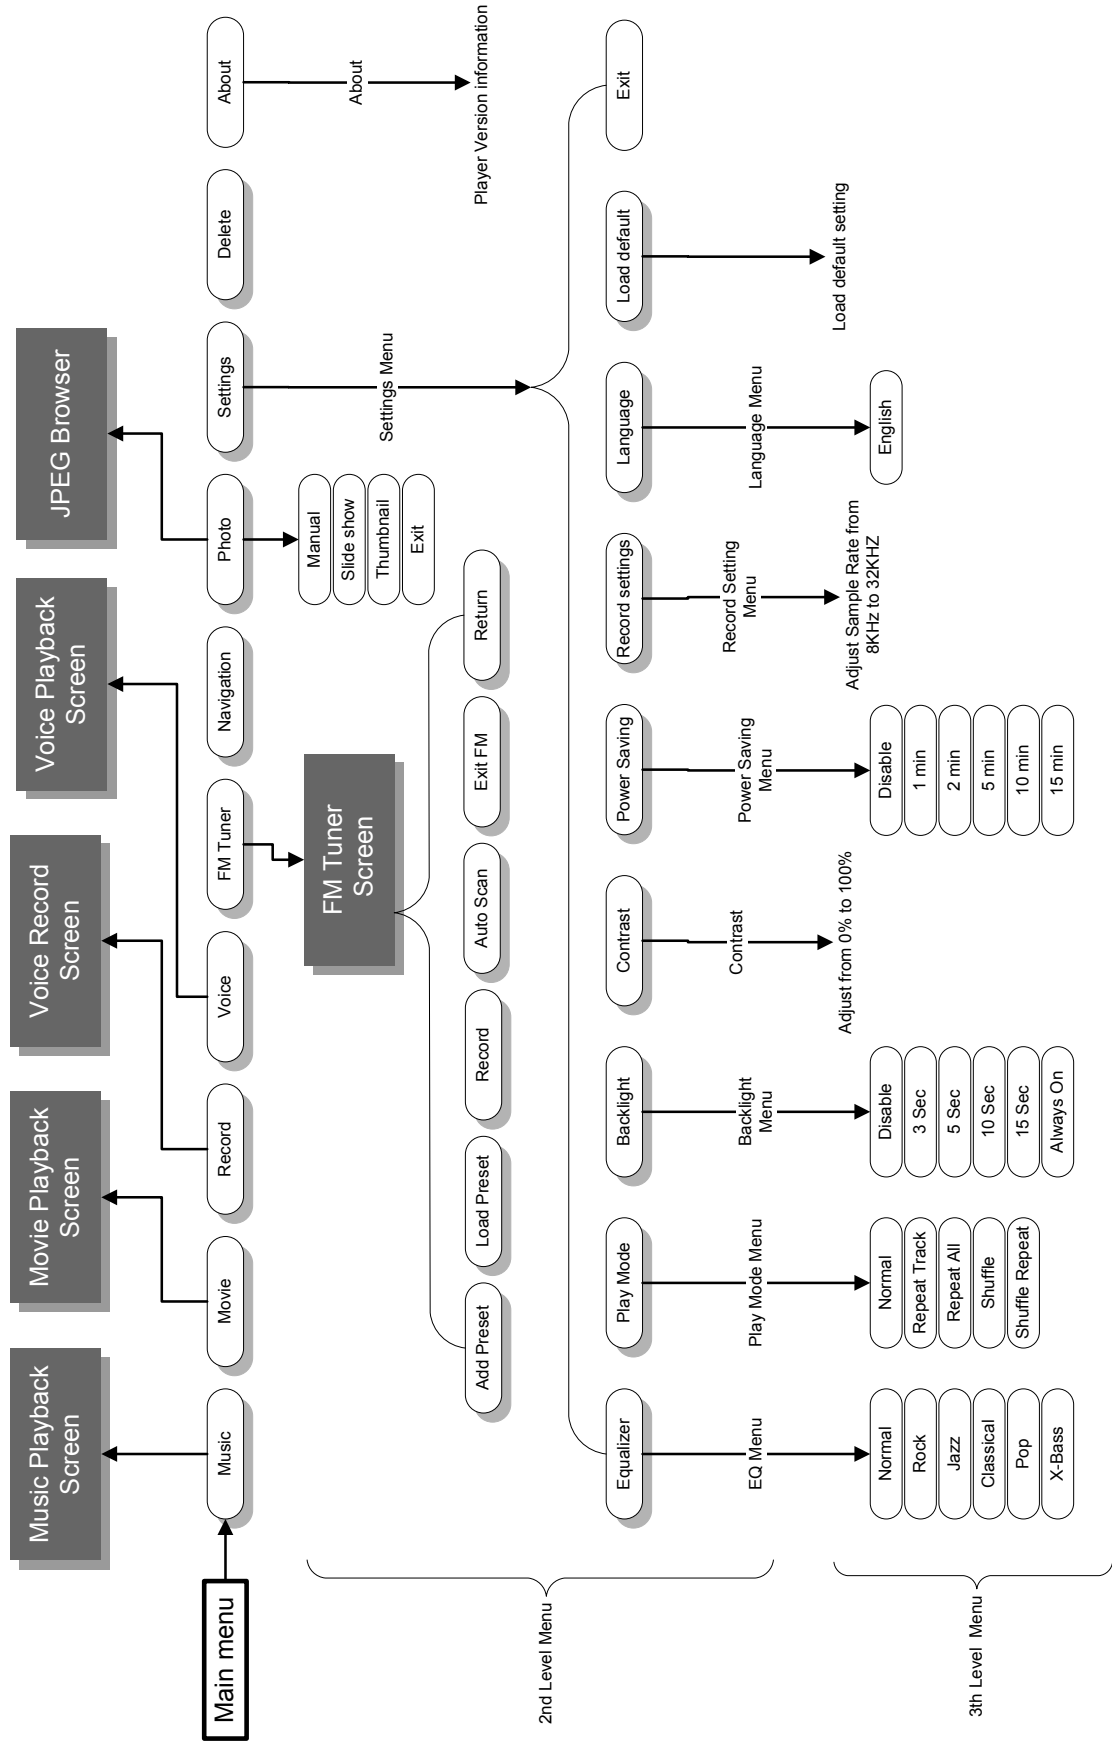 Music Playback
Screen
Movie Playback
Screen
Voice Record
Screen
Voice Playback
Screen
JPEG Browser
Main menu
Music
Movie
Record
Voice
FM Tuner
Navigation
Photo
Settings
Delete
About
FM Tuner
Screen
Manual
Slide show
Thumbnail
Exit
Settings Menu
About
Player Version information
2nd Level Menu
Add Preset
Load Preset
Record
Auto Scan
Exit FM
Return
Equalizer
Play Mode
Backlight
Contrast
Power Saving
Record settings
Language
Load default
Exit
EQ Menu
Play Mode Menu
Backlight
Menu
Contrast
Power Saving
Menu
Record Setting
Menu
Language Menu
Load default setting
3th Level  Menu
Normal
Rock
Jazz
Classical
Pop
X-Bass
Normal
Repeat Track
Repeat All
Shuffle
Shuffle Repeat
Disable
3 Sec
5 Sec
10 Sec
15 Sec
Always On
Adjust from 0% to 100%
Disable
1 min
2 min
5 min
10 min
15 min
Adjust Sample Rate from
8KHz to 32KHZ
English